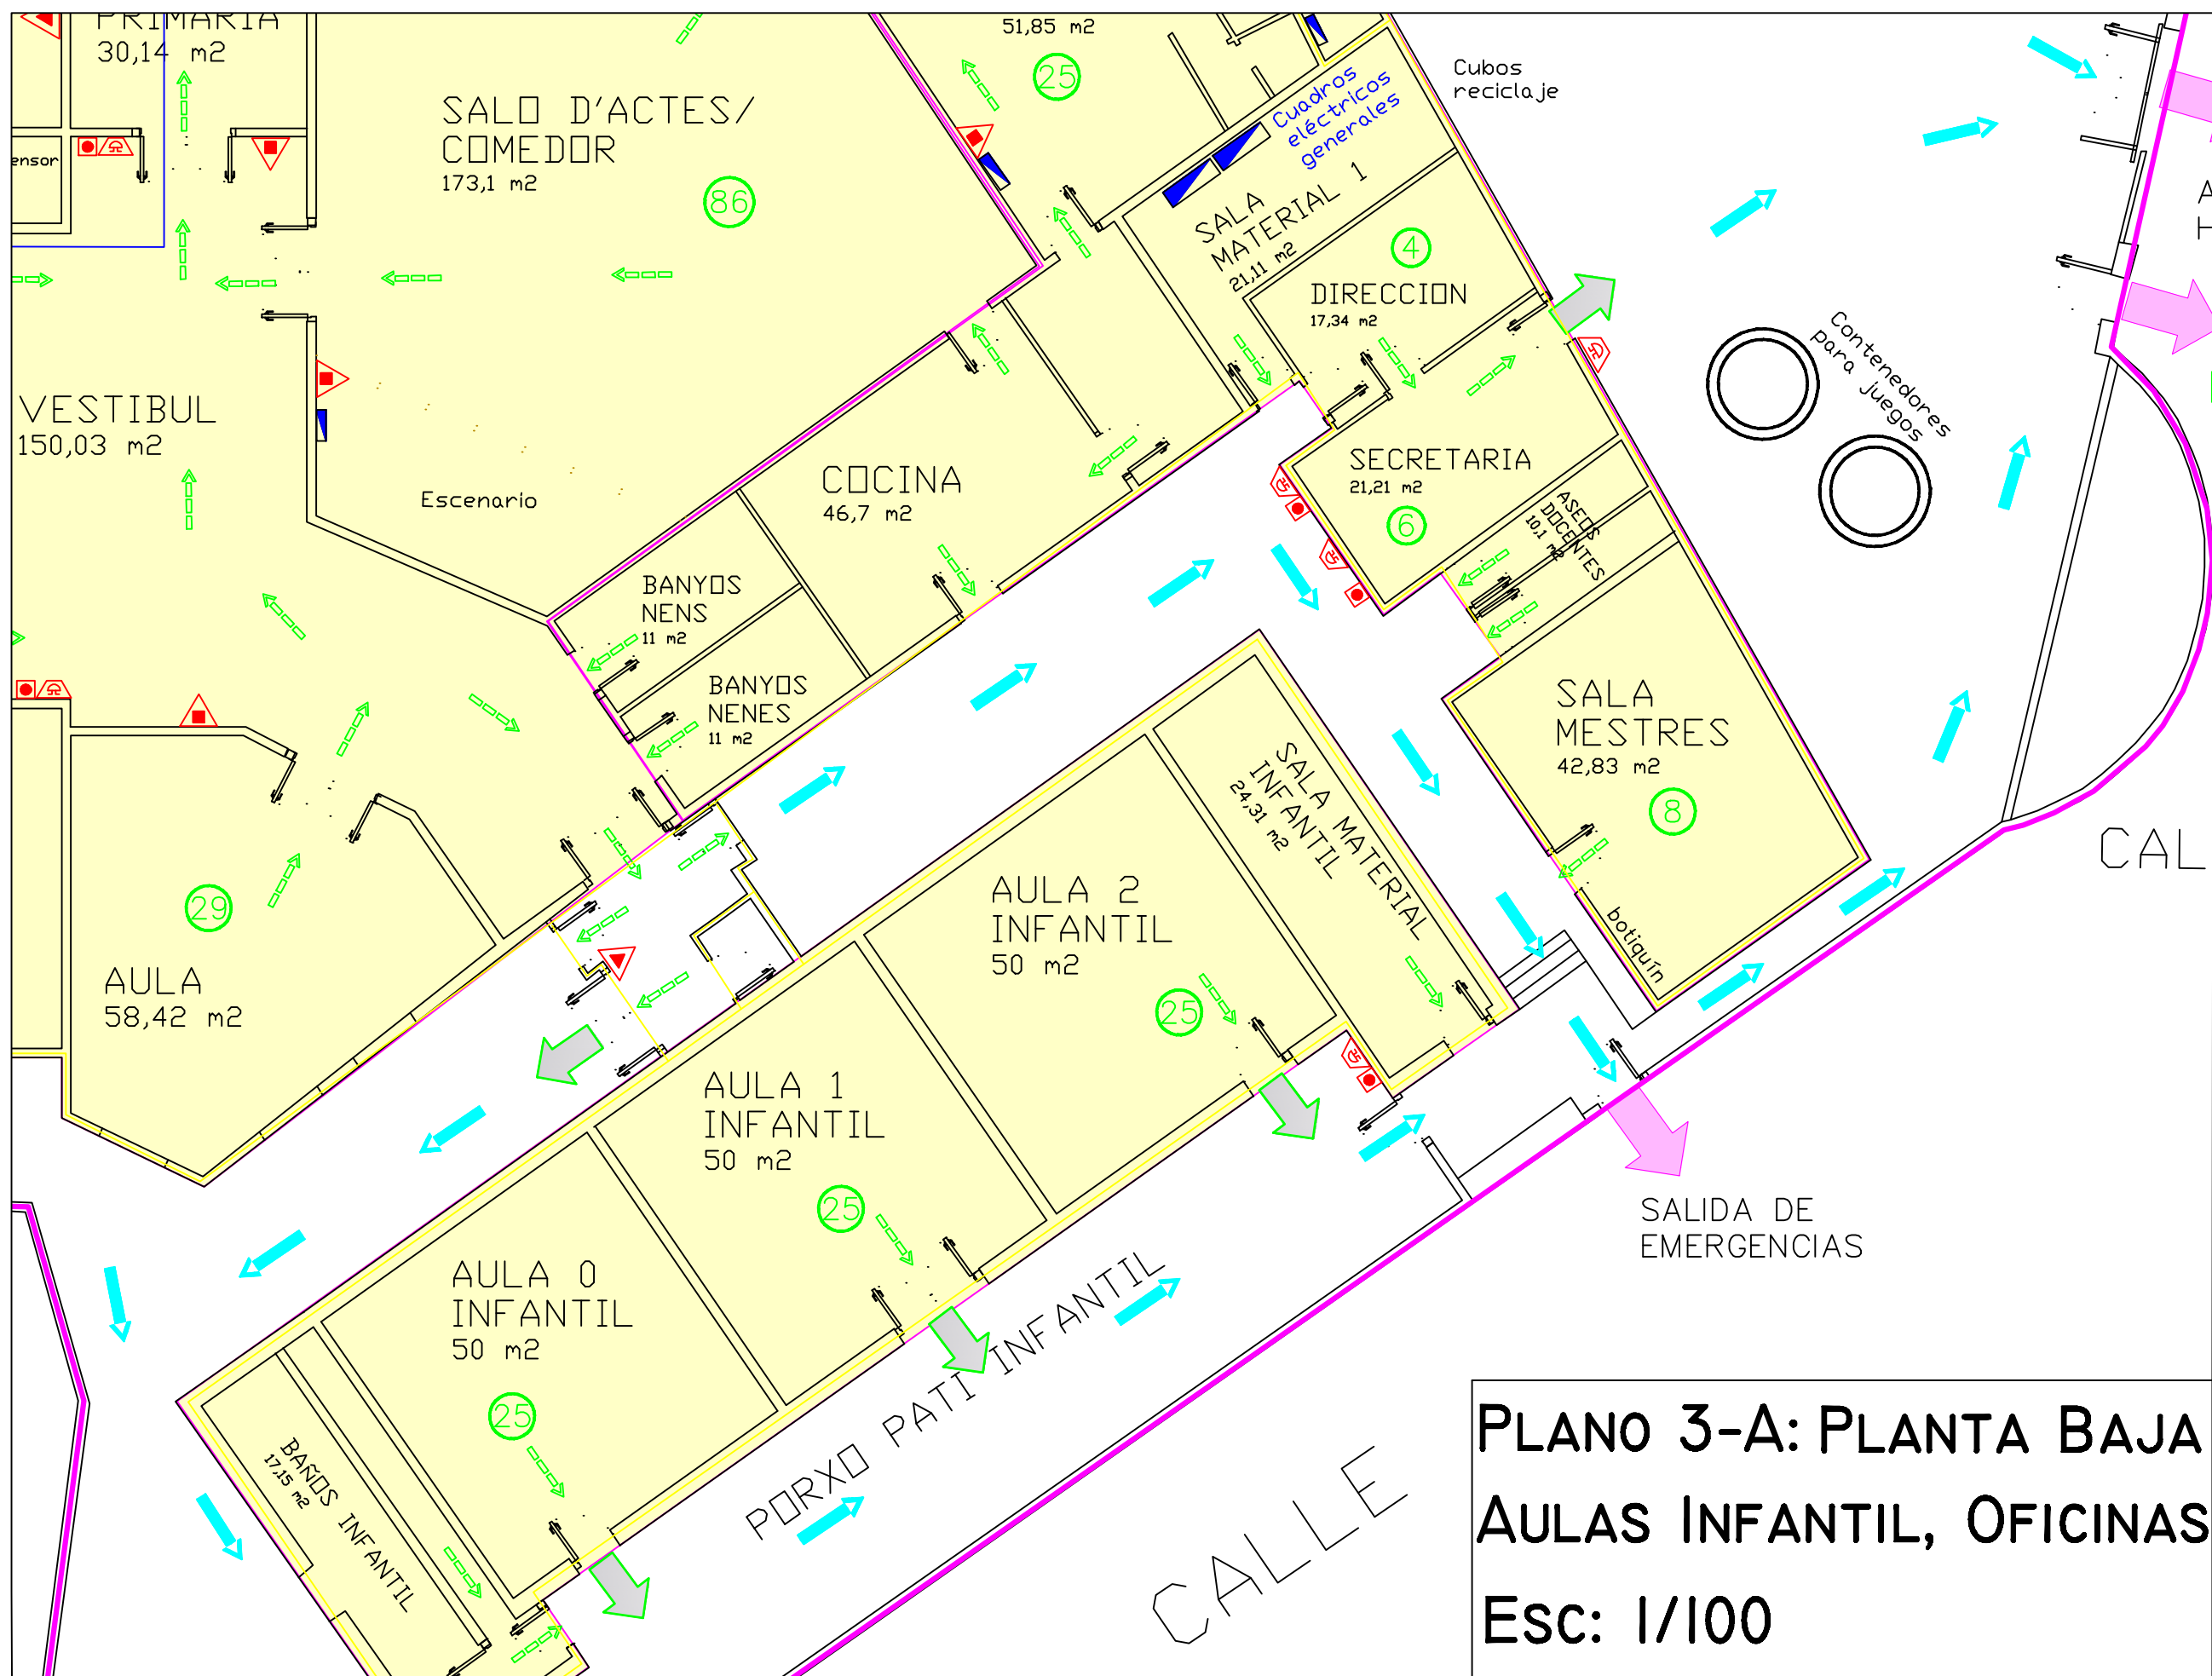 PRIMARIA
30,14 m2
ensor
SALO D'ACTES/
COMEDOR
173,1 m2
86
51,85 m2
25
Cuadros
eléctricos
generales
Cubos
reciclaje
SALA
MATERIAL 1
21,11 m2
4
DIRECCION
17,34 m2
Contenedores
para juegos
VESTIBUL
150,03 m2
Escenario
COCINA
46,7 m2
SECRETARIA
21,21 m2
6
ASEOS
DOCENTES
10,1 m2
BANYOS
NENS
11 m2
BANYOS
NENES
11 m2
SALA
MESTRES
42,83 m2
8
botiquín
SALA MATERIAL
INFANTIL
24,31 m2
CAL
29
AULA
58,42 m2
AULA 2
INFANTIL
50 m2
25
AULA 1
INFANTIL
50 m2
25
AULA 0
INFANTIL
50 m2
25
BAÑOS INFANTIL
17,15 m2
PORXO PATI INFANTIL
SALIDA DE
EMERGENCIAS
CALLE
PLANO 3-A: PLANTA BAJA
AULAS INFANTIL, OFICINAS
ESC: 1/100